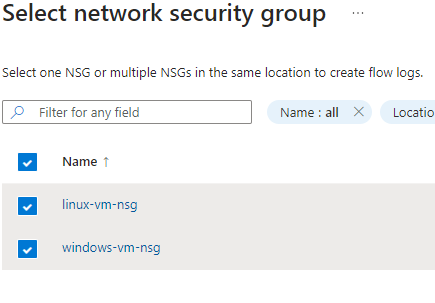 Select network security group ...
Select one NSG or multiple NSGs in the same location to create flow logs.
Filter for any field
Name : all
Locatio
Name ↑
linux-vm-nsg
windows-vm-nsg